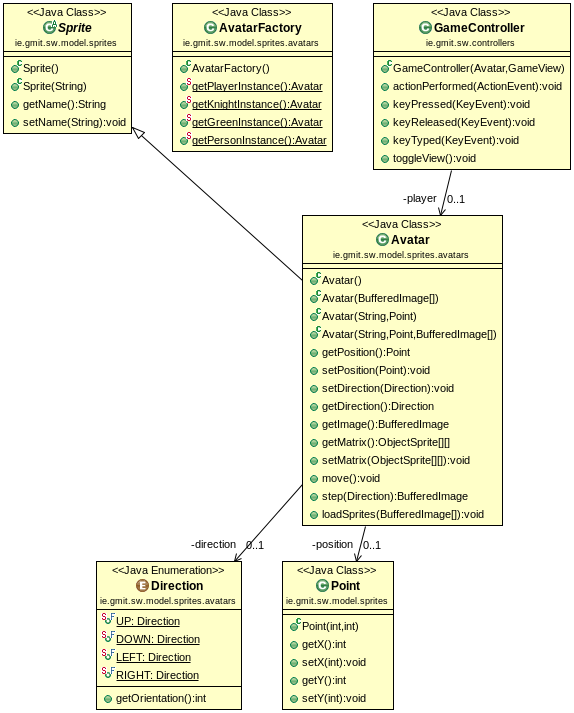 <<Java Class>>
Sprite
ie.gmit.sw.model.sprites
Sprite()
Sprite(String)
getName():String
setName(String):void
<<Java Class>>
AvatarFactory
ie.gmit.sw.model.sprites.avatars
AvatarFactory()
getPlayerInstance():Avatar
getKnightInstance():Avatar
getGreenInstance():Avatar
getPersonInstance():Avatar
<<Java Class>>
GameController
ie.gmit.sw.controllers
GameController(Avatar,GameView)
actionPerformed(ActionEvent):void
keyPressed(KeyEvent):void
keyReleased(KeyEvent):void
keyTyped(KeyEvent):void
toggleView():void
-player 0..1
<<Java Class>>
Avatar
ie.gmit.sw.model.sprites.avatars
Avatar()
Avatar(BufferedImage[])
Avatar(String,Point)
Avatar(String,Point,BufferedImage[])
getPosition():Point
setPosition(Point):void
setDirection(Direction):void
getDirection():Direction
getImage():BufferedImage
getMatrix():ObjectSprite[][]
setMatrix(ObjectSprite[][]):void
move():void
step(Direction):BufferedImage
loadSprites(BufferedImage[]):void
-direction 0..1
-position 0..1
<<Java Enumeration>>
Direction
ie.gmit.sw.model.sprites.avatars
UP: Direction
DOWN: Direction
LEFT: Direction
RIGHT: Direction
getOrientation():int
<<Java Class>>
Point
ie.gmit.sw.model.sprites
Point(int,int)
getX():int
setX(int):void
getY():int
setY(int):void